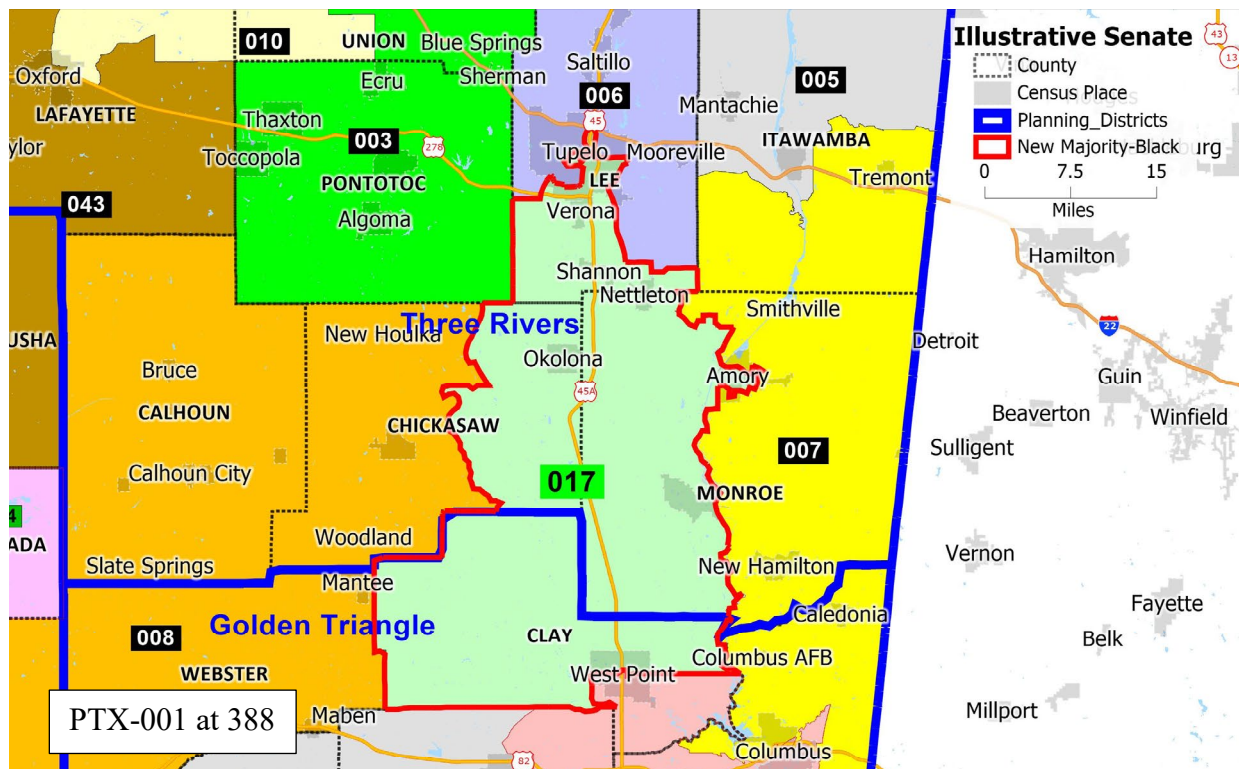 010
UNION
Blue Springs
Saltillo
Illustrative Senate
43
13
Oxford
Ecru
Sherman
006
005
County
LAFAYETTE
45
Mantachie
Census Place
Thaxton
003
278
Planning_Districts
ylor
Toccopola
Tupelo
Mooreville
ITAWAMBA
New Majority-Black
urg
PONTOTOC
LEE
Tremont
0 7.5 15
043
Algoma
Verona
Miles
Hamilton
Shannon
Nettleton
Smithville
Three Rivers
22
USHA
New Houlka
Detroit
Okolona
Bruce
Amory
Guin
45A
CALHOUN
CHICKASAW
Beaverton
Winfield
007
Sulligent
Calhoun City
017
MONROE
4
ADA
Woodland
Vernon
Slate Springs
Mantee
New Hamilton
Fayette
Golden Triangle
Caledonia
008
CLAY
Belk
WEBSTER
Columbus AFB
West Point
PTX-001 at 388
Maben
Millport
82
Columbus